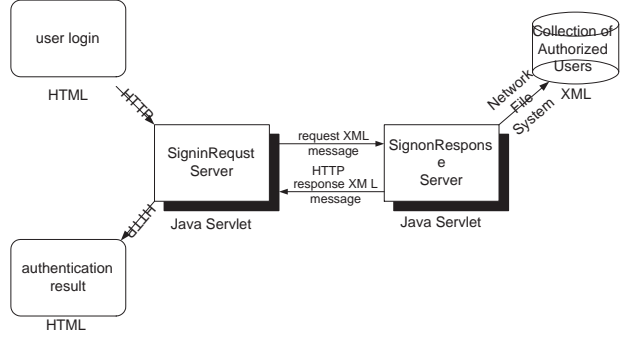 user login
HTML
HTTP
SigninRequst
Server
Java Servlet
HTTP
authentication
result
HTML
request XML
message
HTTP
response XM L
message
SignonRespons
e
Server
Java Servlet
Network
File
System
Collection of
Authorized
Users
XML